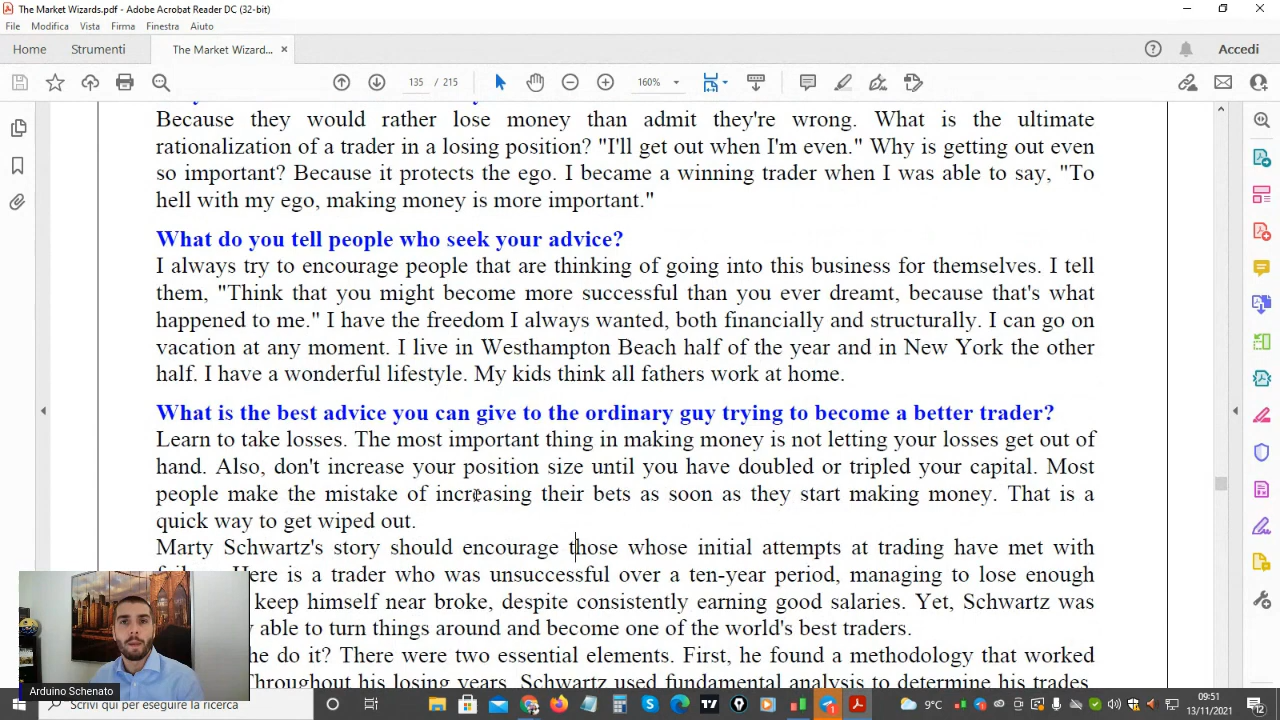 The Market Wizards.pdf - Adobe Acrobat Reader DC (32-bit)
File Modifica Vista Firma Finestra Aiuto
Home Strumenti The Market Wizard... × Accedi
135 / 215 160%
Because they would rather lose money than admit they're wrong. What is the ultimate
rationalization of a trader in a losing position? "I'll get out when I'm even." Why is getting out even
so important? Because it protects the ego. I became a winning trader when I was able to say, "To
hell with my ego, making money is more important."
What do you tell people who seek your advice?
I always try to encourage people that are thinking of going into this business for themselves. I tell
them, "Think that you might become more successful than you ever dreamt, because that's what
happened to me." I have the freedom I always wanted, both financially and structurally. I can go on
vacation at any moment. I live in Westhampton Beach half of the year and in New York the other
half. I have a wonderful lifestyle. My kids think all fathers work at home.
What is the best advice you can give to the ordinary guy trying to become a better trader?
Learn to take losses. The most important thing in making money is not letting your losses get out of
hand. Also, don't increase your position size until you have doubled or tripled your capital. Most
people make the mistake of increasing their bets as soon as they start making money. That is a
quick way to get wiped out.
Marty Schwartz's story should encourage those whose initial attempts at trading have met with
Here is a trader who was unsuccessful over a ten-year period, managing to lose enough
keep himself near broke, despite consistently earning good salaries. Yet, Schwartz was
able to turn things around and become one of the world's best traders.
he do it? There were two essential elements. First, he found a methodology that worked
Throughout his losing years, Schwartz used fundamental analysis to determine his trades.
Arduino Schenato
Scrivi qui per eseguire la ricerca
9°C
09:51
13/11/2021
12